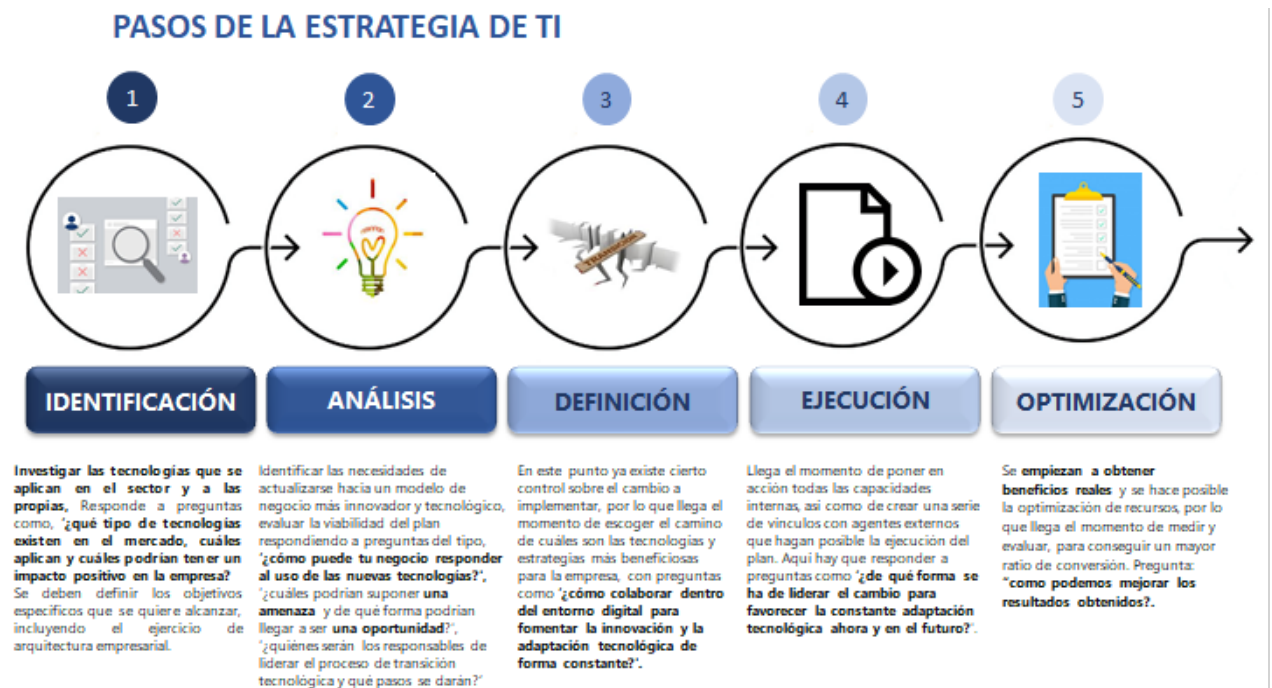 PASOS DE LA ESTRATEGIA DE TI
1
2
3
4
5
TRANSICIÓN
IDENTIFICACIÓN
ANÁLISIS
DEFINICIÓN
EJECUCIÓN
OPTIMIZACIÓN
Investigar las tecnologías que se
aplican en el sector y a las
propias, Responde a preguntas
como, '¿qué tipo de tecnologías
existen en el mercado, cuáles
aplican y cuáles podrían tener un
impacto positivo en la empresa?
Se deben definir los objetivos
específicos que se quiere alcanzar,
incluyendo el ejercicio de
arquitectura empresarial.
Identificar las necesidades de
actualizarse hacia un modelo de
negocio más innovador y tecnológico,
evaluar la viabilidad del plan
respondiendo a preguntas del tipo,
'¿cómo puede tu negocio responder
al uso de las nuevas tecnologías?',
'¿cuáles podrían suponer una
amenaza y de qué forma podrían
llegar a ser una oportunidad?',
'¿quiénes serán los responsables de
liderar el proceso de transición
tecnológica y qué pasos se darán?'
En este punto ya existe cierto
control sobre el cambio a
implementar, por lo que llega el
momento de escoger el camino
de cuáles son las tecnologías y
estrategias más beneficiosas
para la empresa, con preguntas
como '¿cómo colaborar dentro
del entorno digital para
fomentar la innovación y la
adaptación tecnológica de
forma constante?'.
Llega el momento de poner en
acción todas las capacidades
internas, así como de crear una serie
de vínculos con agentes externos
que hagan posible la ejecución del
plan. Aquí hay que responder a
preguntas como '¿de qué forma se
ha de liderar el cambio para
favorecer la constante adaptación
tecnológica ahora y en el futuro?'.
Se empiezan a obtener
beneficios reales y se hace posible
la optimización de recursos, por lo
que llega el momento de medir y
evaluar, para conseguir un mayor
ratio de conversión. Pregunta:
"como podemos mejorar los
resultados obtenidos?.